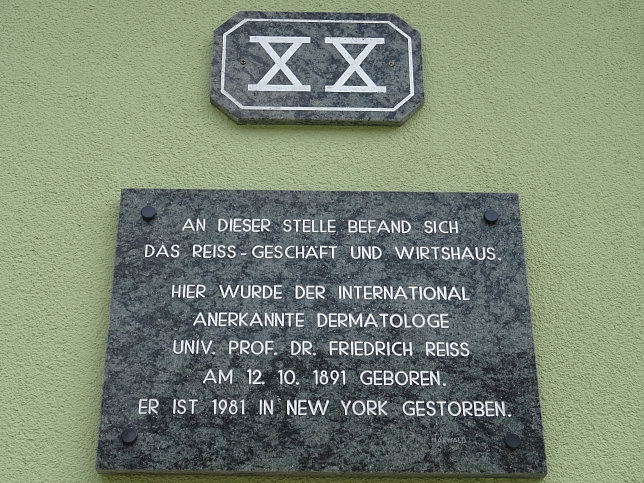 XX
AN DIESER STELLE BEFAND SICH
DAS REISS-GESCHÄFT UND WIRTSHAUS.
HIER WURDE DER INTERNATIONAL
ANERKANNTE DERMATOLOGE
UNIV. PROF. DR. FRIEDRICH REISS
AM 12. 10. 1891 GEBOREN.
ER IST 1981 IN NEW YORK GESTORBEN.